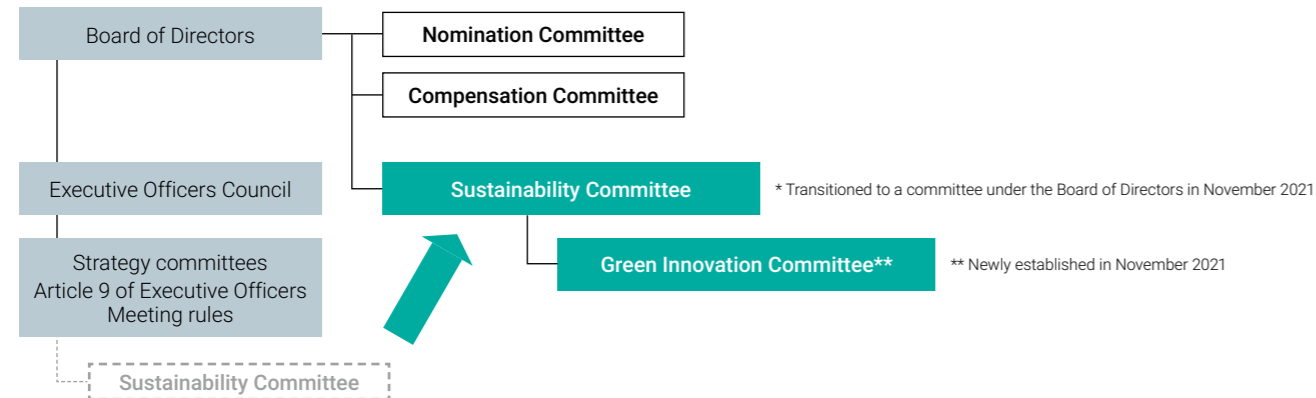 Board of Directors
Nomination Committee
Compensation Committee
Executive Officers Council
Sustainability Committee
* Transitioned to a committee under the Board of Directors in November 2021
Strategy committees
Article 9 of Executive Officers
Meeting rules
Green Innovation Committee**
** Newly established in November 2021
Sustainability Committee